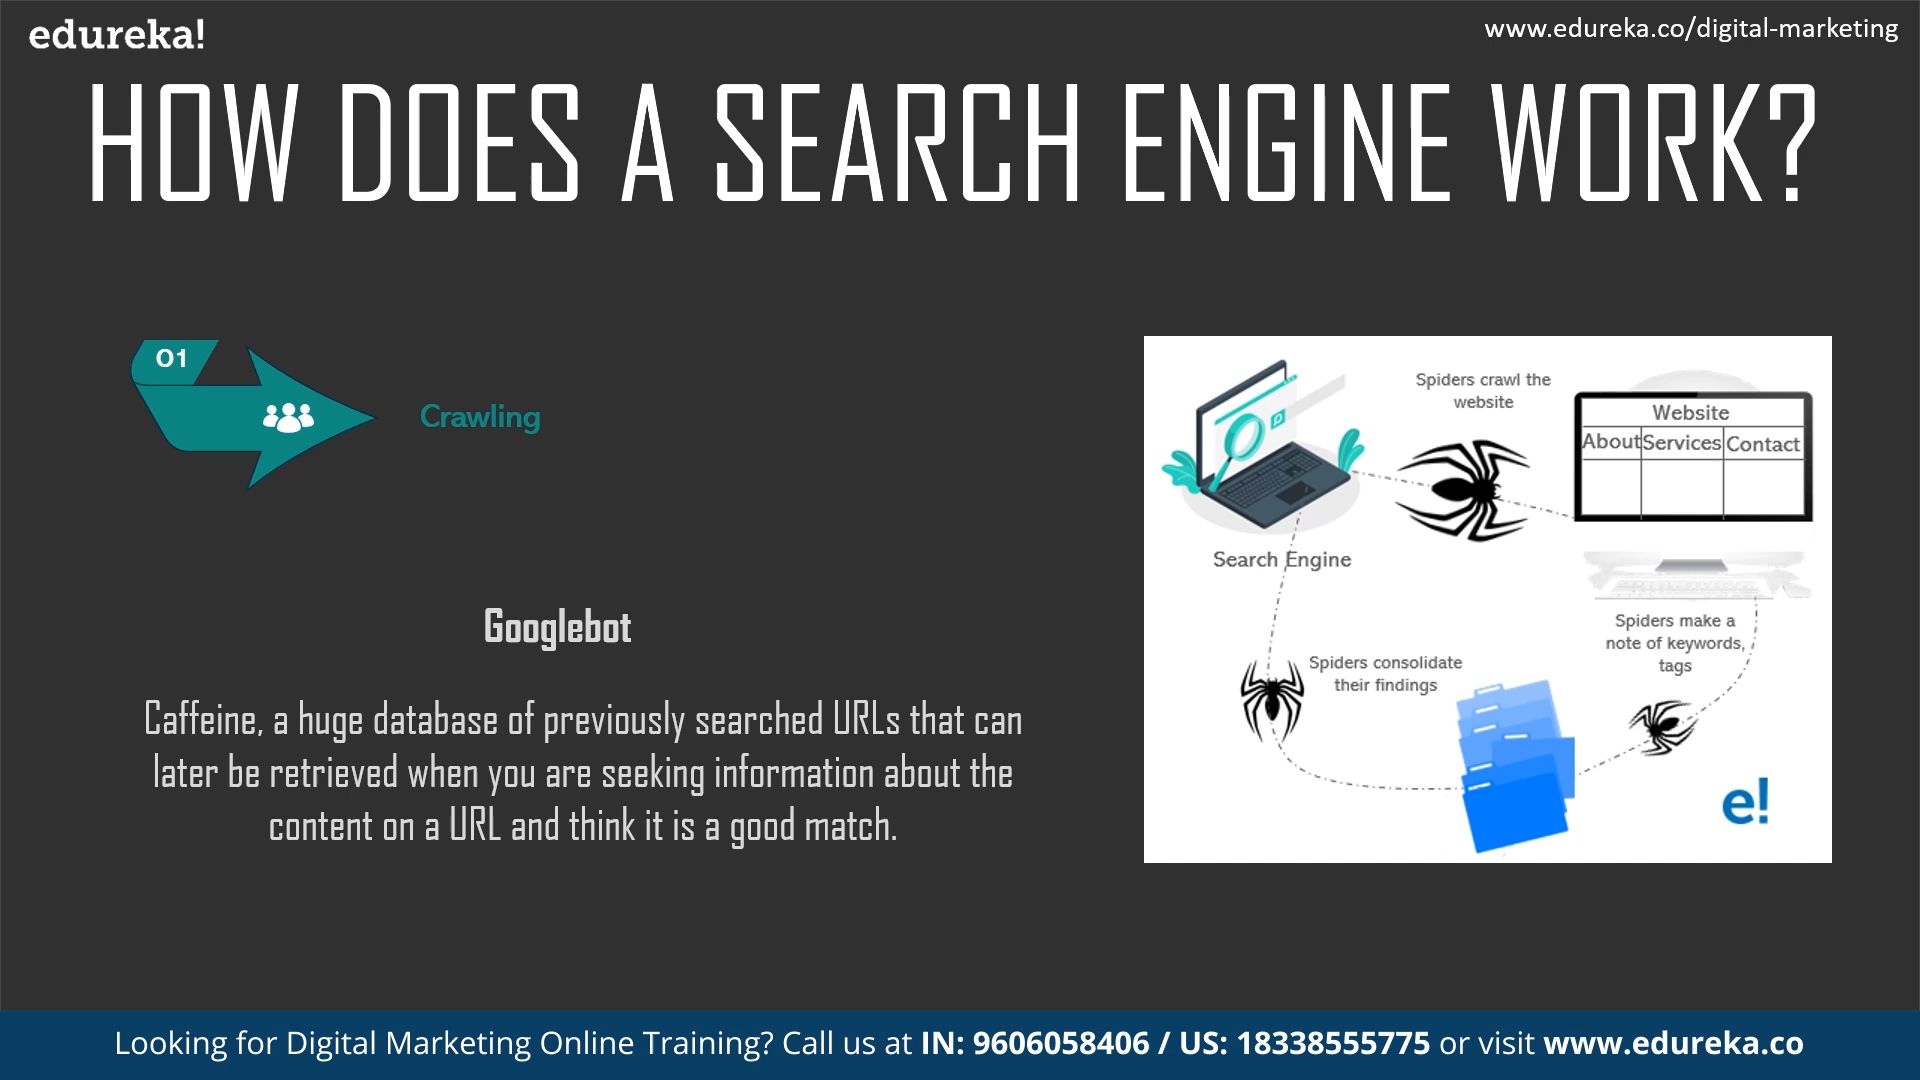 edureka!
www.edureka.co/digital-marketing
HOW DOES A SEARCH ENGINE WORK?
01
Crawling
Googlebot
Caffeine, a huge database of previously searched URLs that can
later be retrieved when you are seeking information about the
content on a URL and think it is a good match.
Spiders crawl the
website
Website
About Services Contact
Search Engine
Spiders make a
note of keywords,
tags
Spiders consolidate
their findings
e!
Looking for Digital Marketing Online Training? Call us at IN: 9606058406 / US: 18338555775 or visit www.edureka.co